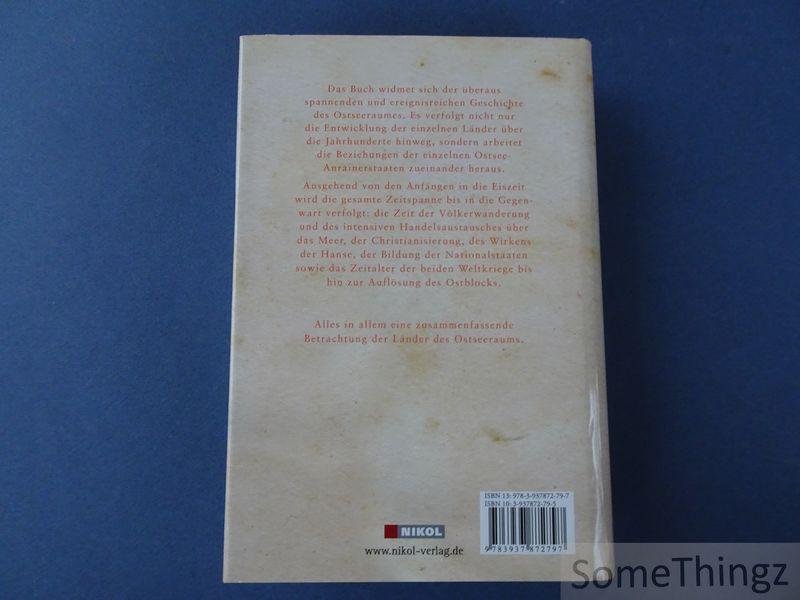 Das Buch widmet sich der überaus
spannenden und ereignisreichen Geschichte
des Ostseeraumes. Es verfolgt nicht nur
die Entwicklung der einzelnen Länder über
die Jahrhunderte hinweg, sondern arbeitet
die Beziehungen der einzelnen Ostsee-
Anrainerstaaten zueinander heraus.
Ausgehend von den Anfängen in die Eiszeit
wird die gesamte Zeitspanne bis in die Gegen-
wart verfolgt: die Zeit der Völkerwanderung
und des intensiven Handelsaustausches über
das Meer, der Christianisierung, des Wirkens
der Hanse, der Bildung der Nationalstaaten
sowie das Zeitalter der beiden Weltkriege bis
hin zur Auflösung des Ostblocks.
Alles in allem eine zusammenfassende
Betrachtung der Länder des Ostseeraums.
ISBN 13: 978-3-937872-79-7
ISBN 10: 3-937872-79-5
NIKOL
www.nikol-verlag.de
9 783937 872797
SomeThingz